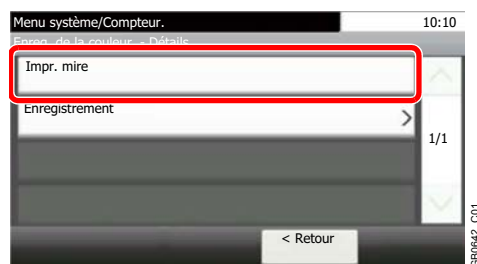 Menu système/Compteur.
10:10
Enreg. de la couleur - Détails
Impr. mire
Enregistrement
1/1
< Retour
GB0642_C01